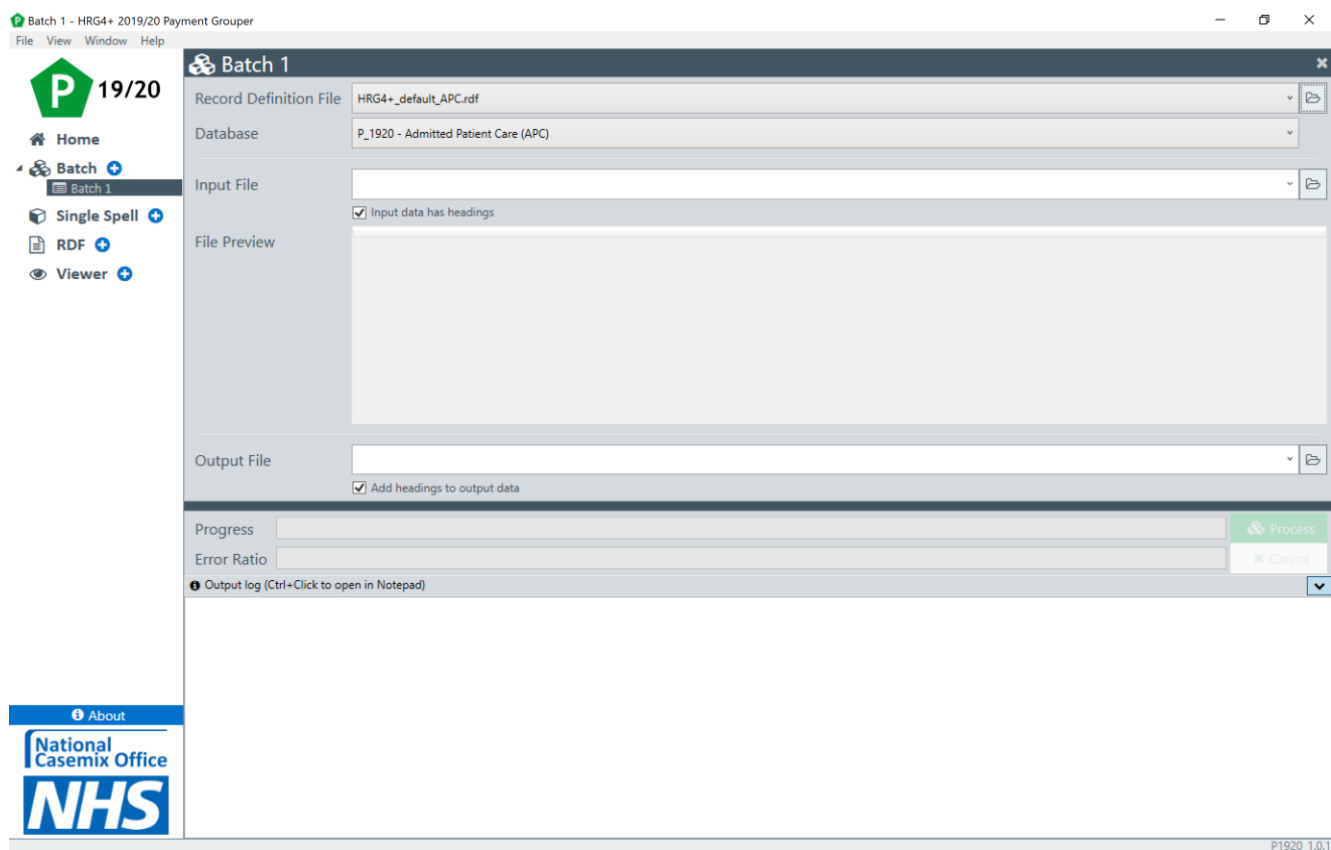 Batch 1 - HRG4+ 2019/20 Payment Grouper
File View Window Help
P 19/20
Home
Batch
Batch 1
Single Spell
RDF
Viewer
Batch 1
Record Definition File HRG4+_default_APC.rdf
Database P_1920 - Admitted Patient Care (APC)
Input File
Input data has headings
File Preview
Output File
Add headings to output data
Progress Process
Error Ratio Cancel
Output log (Ctrl+Click to open in Notepad)
About
National
Casemix Office
NHS
P1920 1.0.1